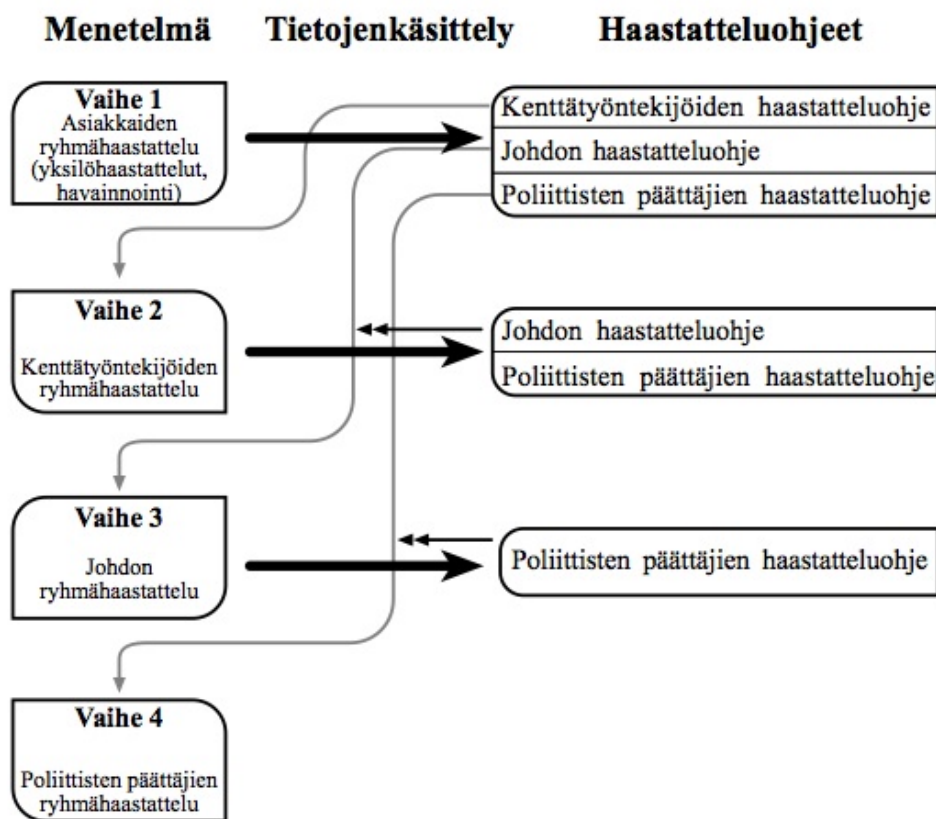 Menetelmä Tietojenkäsittely Haastatteluohjeet
Vaihe 1
Asiakkaiden
ryhmähaastattelu
(yksilöhaastattelut,
havainnointi)
Kenttätyöntekijöiden haastatteluohje
Johdon haastatteluohje
Poliittisten päättäjien haastatteluohje
Vaihe 2
Kenttätyöntekijöiden
ryhmähaastattelu
Johdon haastatteluohje
Poliittisten päättäjien haastatteluohje
Vaihe 3
Johdon
ryhmähaastattelu
Poliittisten päättäjien haastatteluohje
Vaihe 4
Poliittisten päättäjien
ryhmähaastattelu